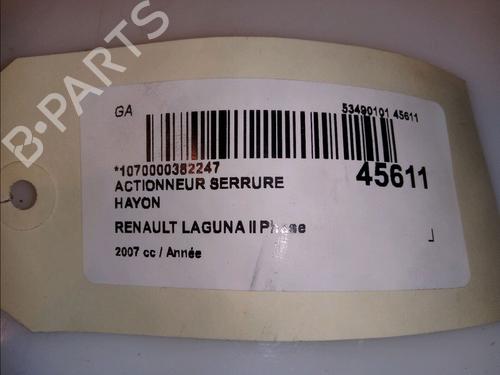 B-PARTS
GA
53490101 45611
*1070000382247
45611
ACTIONNEUR SERRURE
HAYON
RENAULT LAGUNA II Phase
2007 cc / Année